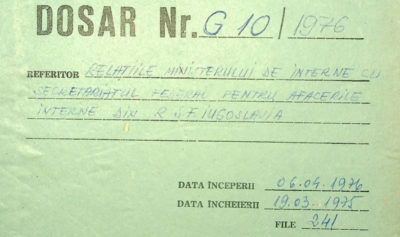 DOSAR Nr. G 10 / 1976
REFERITOR RELAȚIILE MINISTERULUI DE INTERNE CU
SECRETARIATUL FEDERAL PENTRU AFACERILE
INTERNE DIN R S F IUGOSLAVIA
DATA ÎNCEPERII 06.04.1976
DATA ÎNCHEIERII 19.03.1975
FILE 241